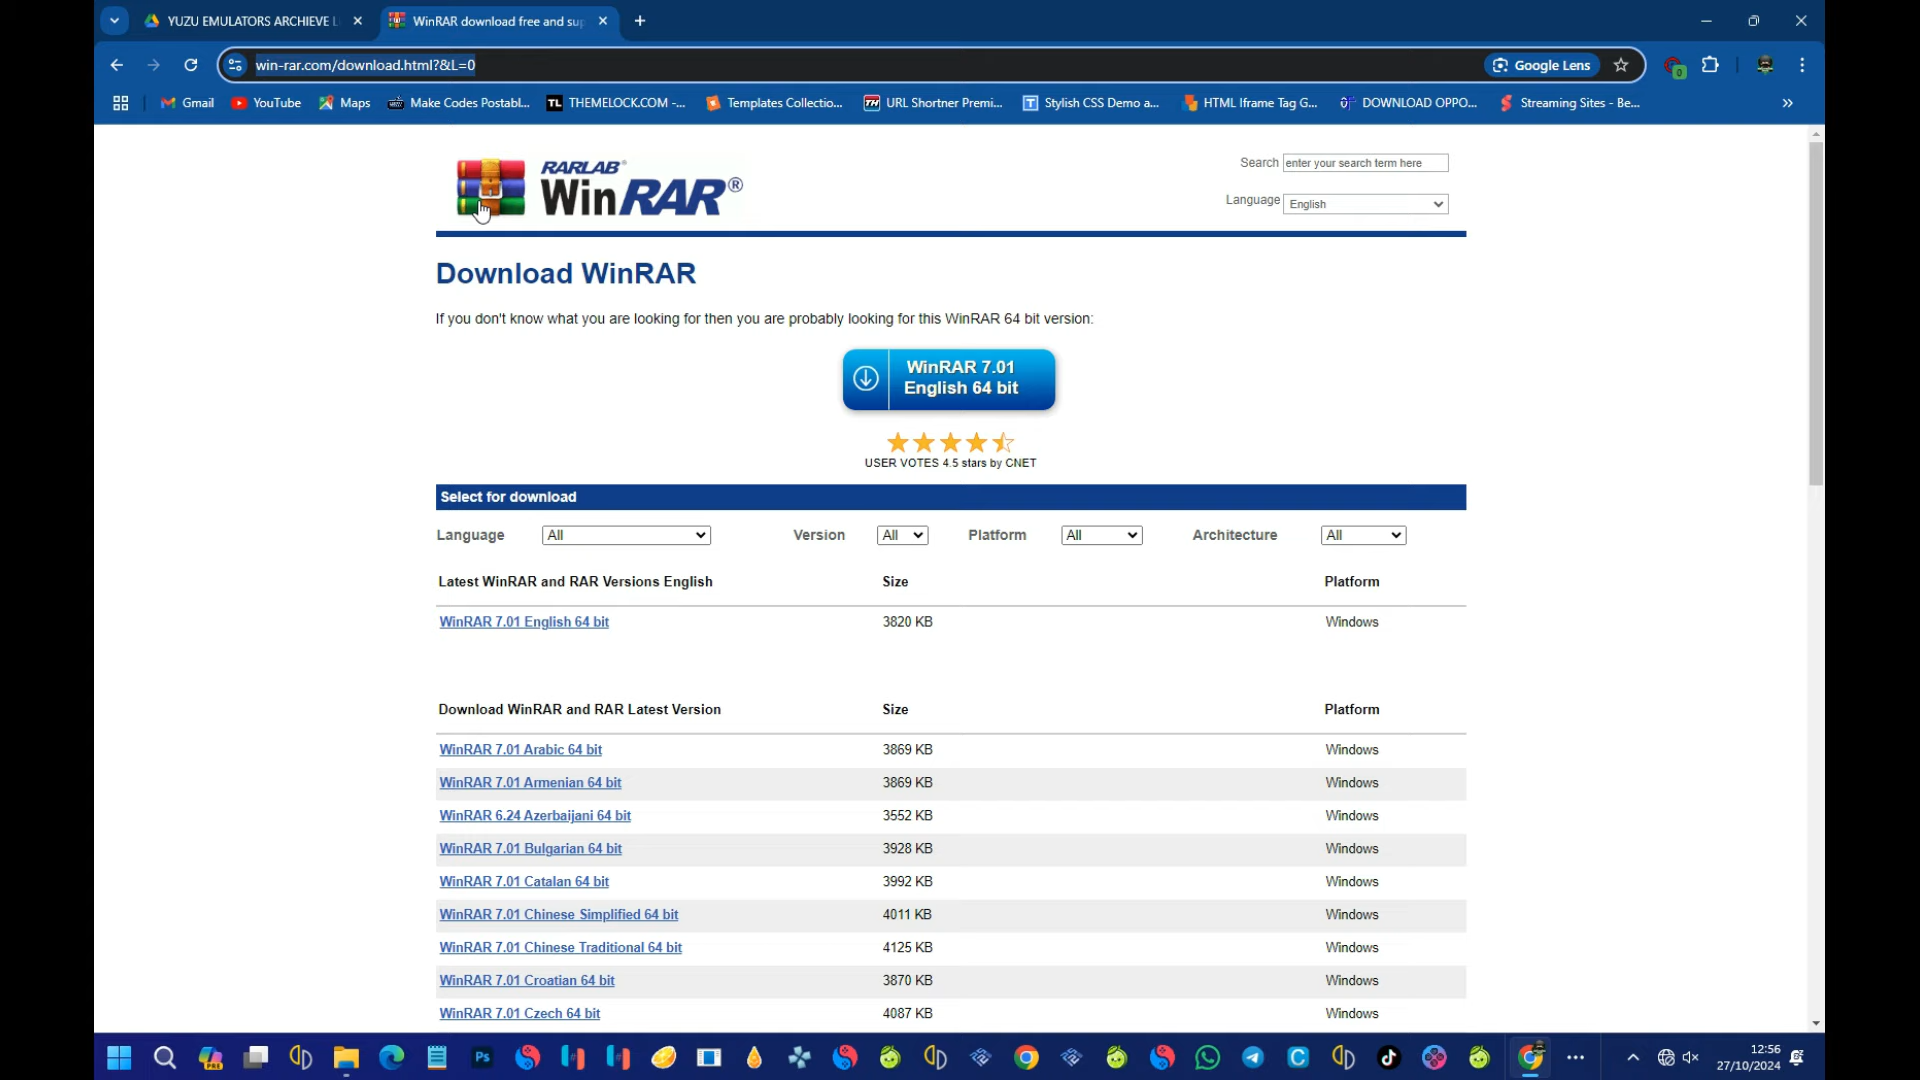 YUZU EMULATORS ARCHIEVE L
WinRAR download free and sup
win-rar.com/download.html?&L=0
Google Lens
Gmail
YouTube
Maps
Make Codes Postabl...
THEMELOCK.COM -...
Templates Collectio...
URL Shortner Premi...
Stylish CSS Demo a...
HTML Iframe Tag G...
DOWNLOAD OPPO...
Streaming Sites - Be...
RARLAB®
WinRAR®
Search enter your search term here
Language English
Download WinRAR
If you don't know what you are looking for then you are probably looking for this WinRAR 64 bit version:
WinRAR 7.01
English 64 bit
USER VOTES 4.5 stars by CNET
Select for download
Language All Version All Platform All Architecture All
Latest WinRAR and RAR Versions English Size Platform
WinRAR 7.01 English 64 bit 3820 KB Windows
Download WinRAR and RAR Latest Version Size Platform
WinRAR 7.01 Arabic 64 bit 3869 KB Windows
WinRAR 7.01 Armenian 64 bit 3869 KB Windows
WinRAR 6.24 Azerbaijani 64 bit 3552 KB Windows
WinRAR 7.01 Bulgarian 64 bit 3928 KB Windows
WinRAR 7.01 Catalan 64 bit 3992 KB Windows
WinRAR 7.01 Chinese Simplified 64 bit 4011 KB Windows
WinRAR 7.01 Chinese Traditional 64 bit 4125 KB Windows
WinRAR 7.01 Croatian 64 bit 3870 KB Windows
WinRAR 7.01 Czech 64 bit 4087 KB Windows
12:56
27/10/2024